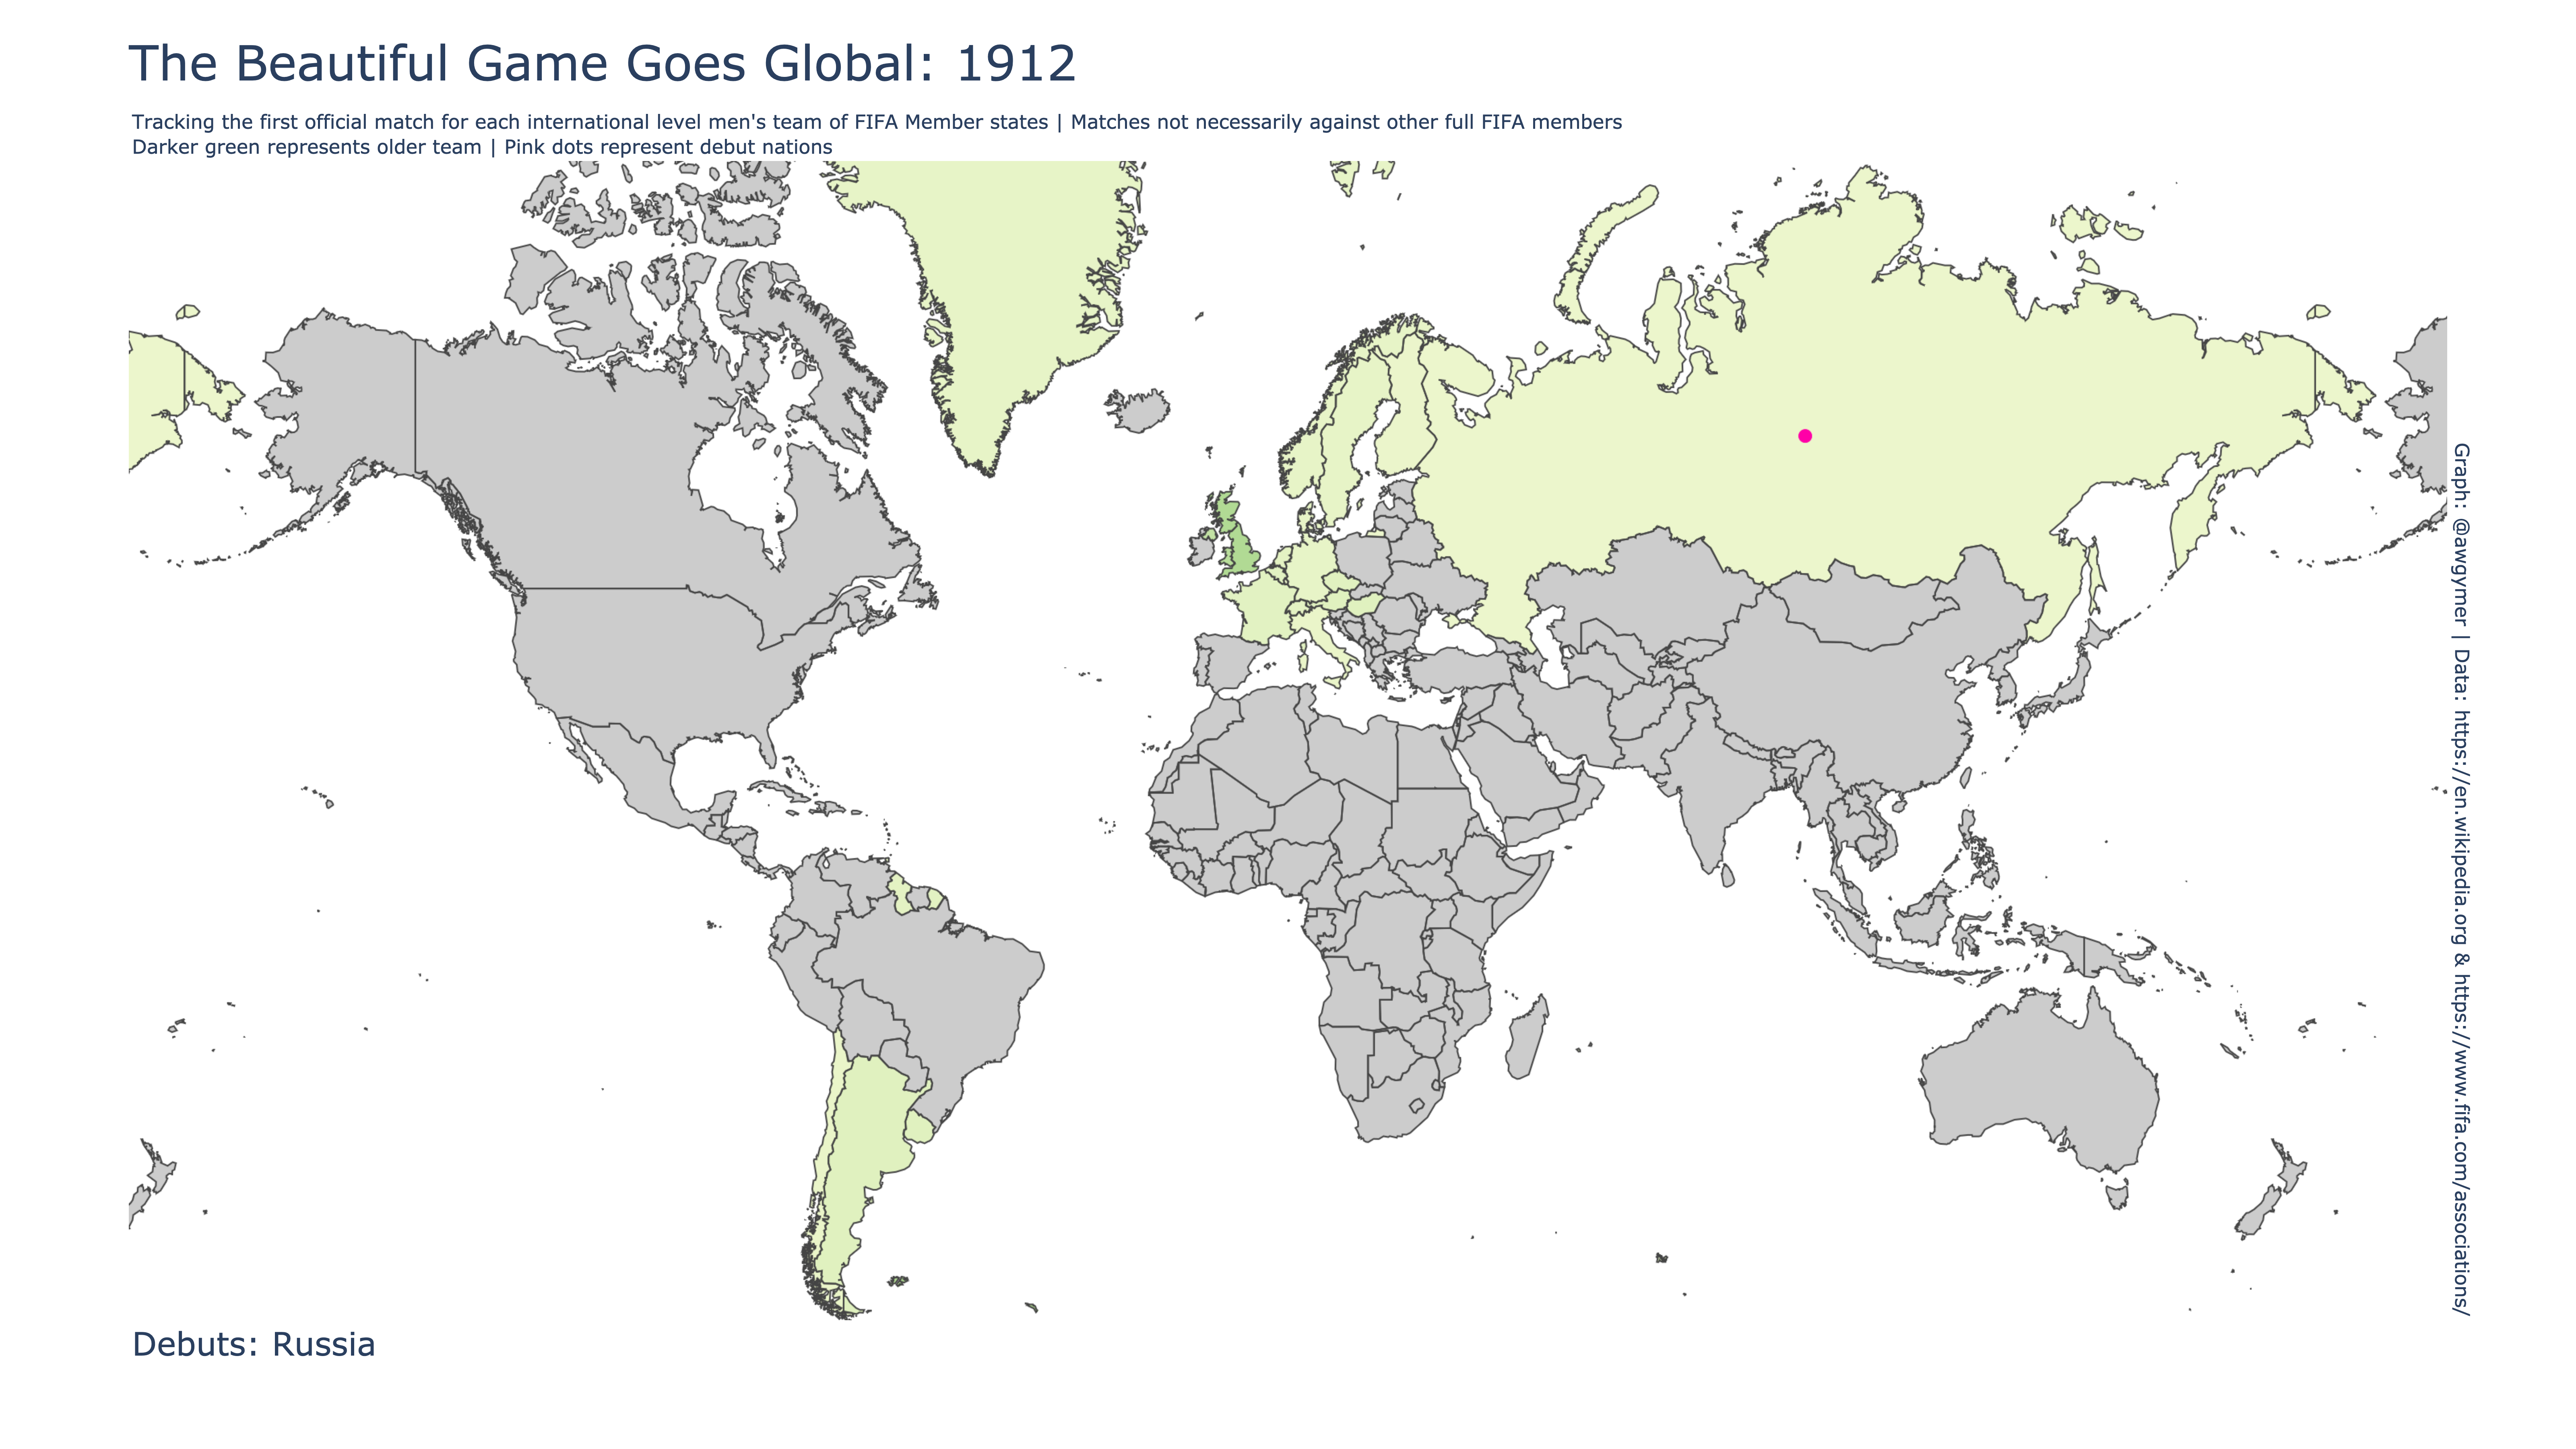 The Beautiful Game Goes Global: 1912
Tracking the first official match for each international level men's team of FIFA Member states | Matches not necessarily against other full FIFA members
Darker green represents older team | Pink dots represent debut nations
Graph: @awgymer | Data: https://en.wikipedia.org & https://www.fifa.com/associations/
Debuts: Russia